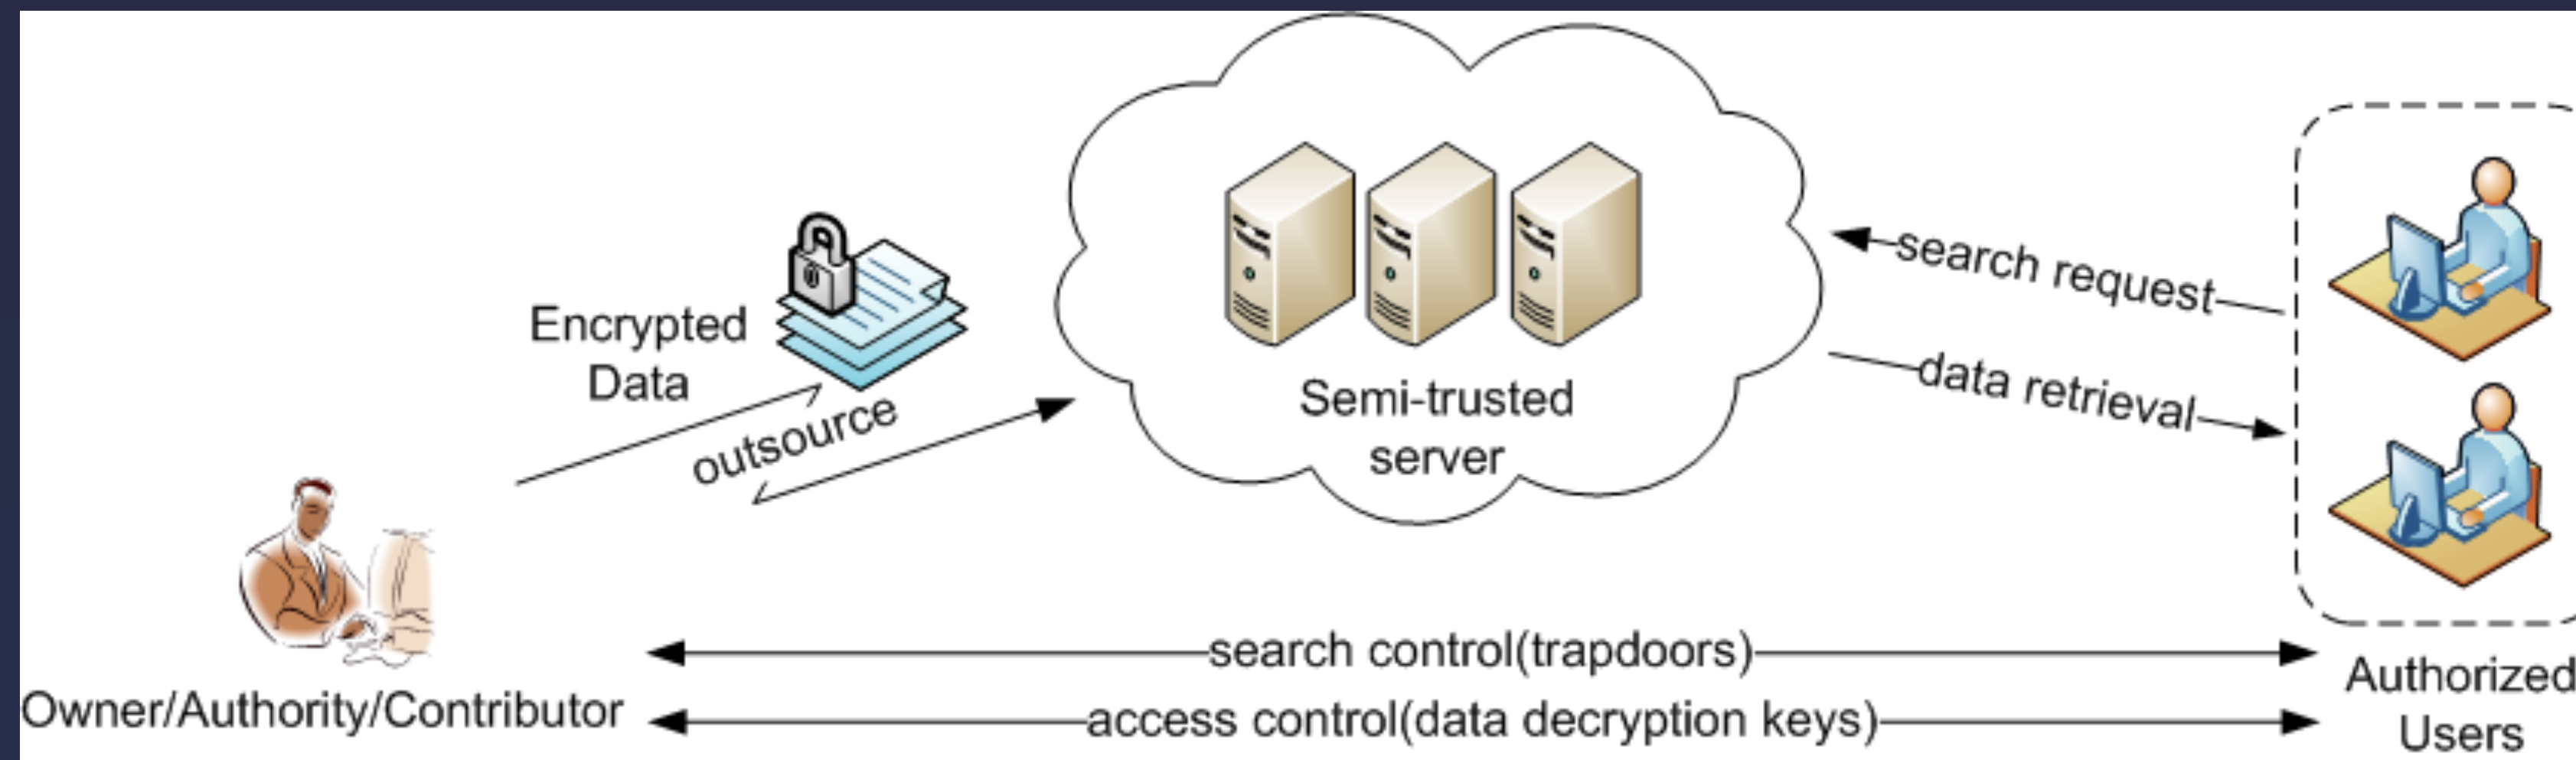 Encrypted
Data
outsource
Semi-trusted
server
search request
data retrieval
search control(trapdoors)
Owner/Authority/Contributor
access control(data decryption keys)
Authorized
Users